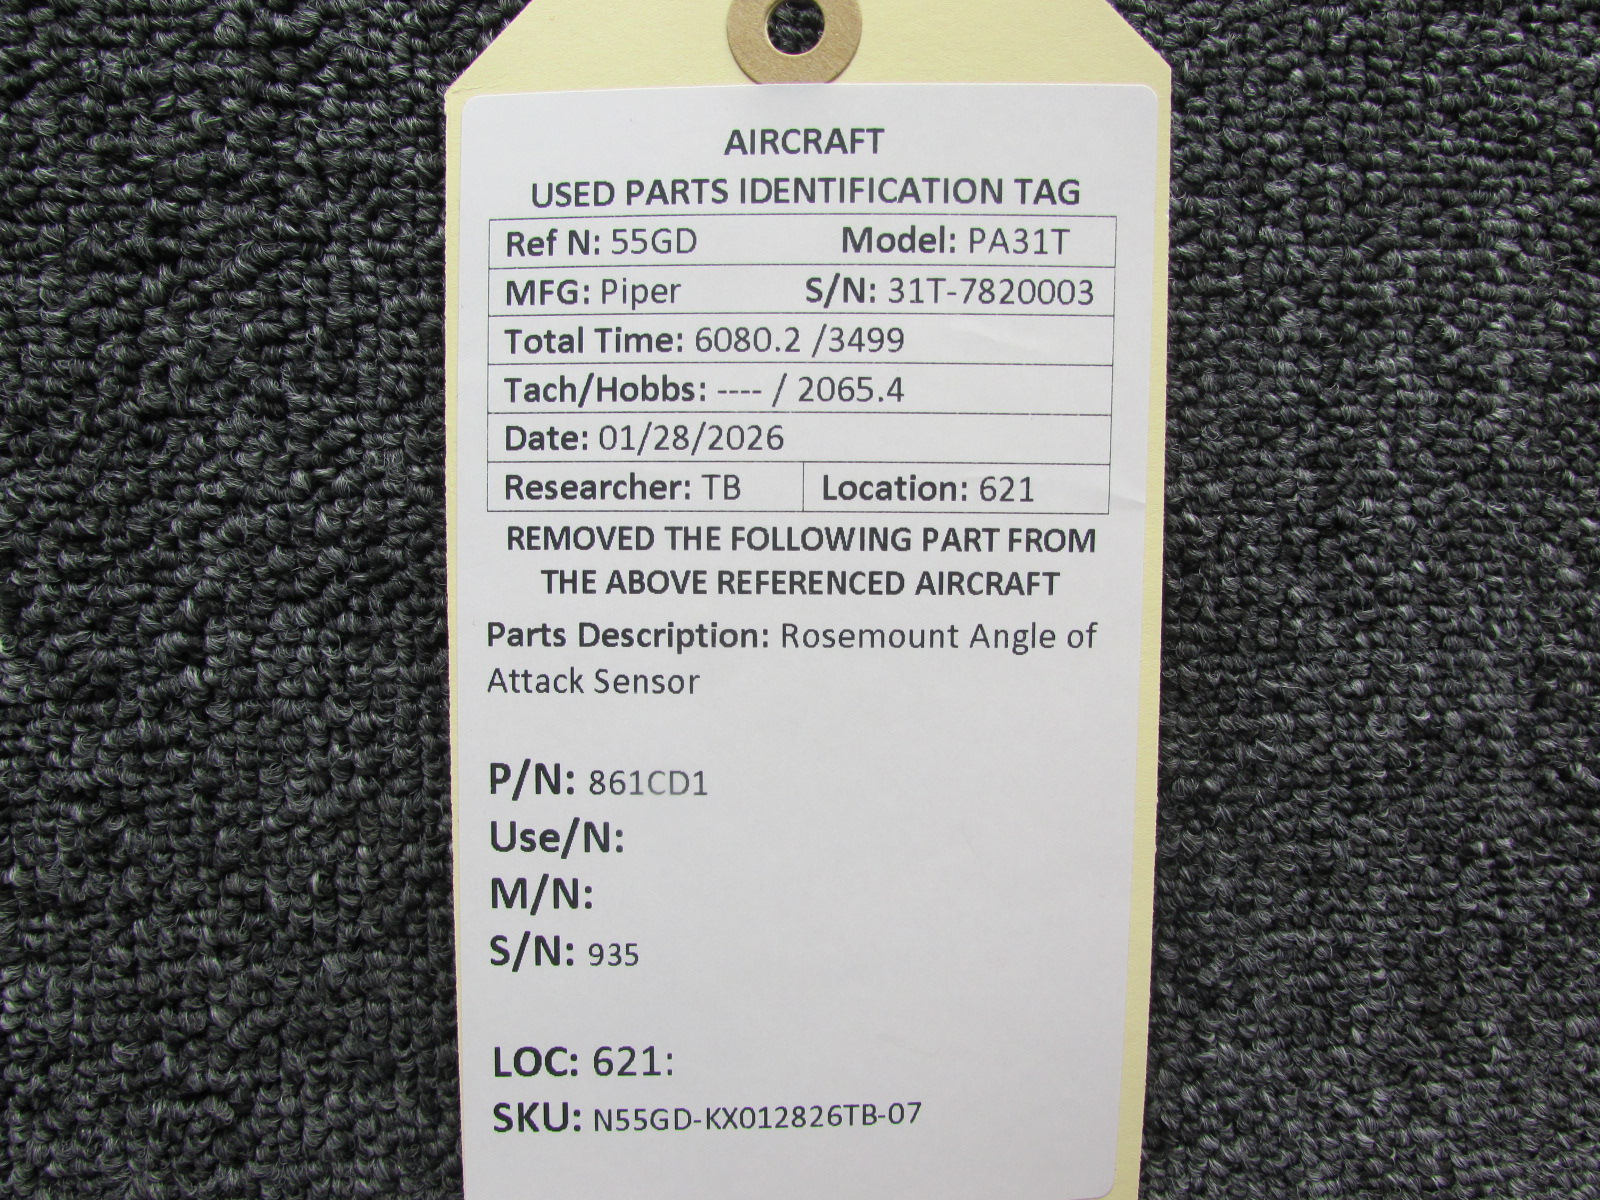 AIRCRAFT
USED PARTS IDENTIFICATION TAG
Ref N: 55GD Model: PA31T
MFG: Piper S/N: 31T-7820003
Total Time: 6080.2 /3499
Tach/Hobbs: ---- / 2065.4
Date: 01/28/2026
Researcher: TB Location: 621
REMOVED THE FOLLOWING PART FROM
THE ABOVE REFERENCED AIRCRAFT
Parts Description: Rosemount Angle of
Attack Sensor
P/N: 861CD1
Use/N:
M/N:
S/N: 935
LOC: 621:
SKU: N55GD-KX012826TB-07